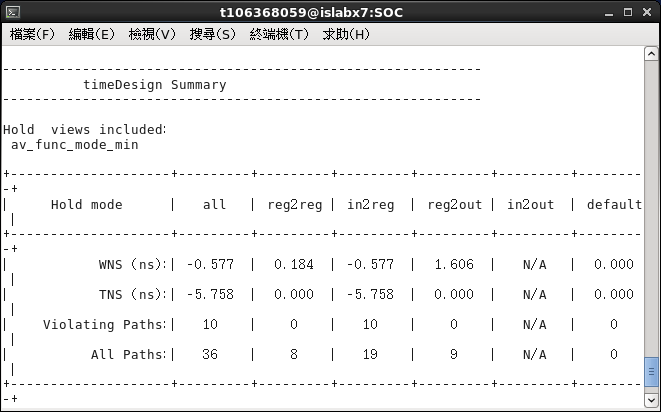 t106368059@islabx7:SOC
檔案(F) 編輯(E) 檢視(V) 搜尋(S) 終端機(T) 求助(H)
------------------------------------------------------------
          timeDesign Summary
------------------------------------------------------------
Hold  views included:
 av_func_mode_min
+--------------------+---------+---------+---------+---------+---------+---------
-+
|     Hold mode      |   all   | reg2reg | in2reg  | reg2out | in2out  | default
 |
+--------------------+---------+---------+---------+---------+---------+---------
-+
|           WNS (ns):| -0.577  |  0.184  | -0.577  |  1.606  |   N/A   |  0.000
 |
|           TNS (ns):| -5.758  |  0.000  | -5.758  |  0.000  |   N/A   |  0.000
 |
|    Violating Paths:|   10    |    0    |   10    |    0    |   N/A   |    0
 |
|          All Paths:|   36    |    8    |   19    |    9    |   N/A   |    0
 |
+--------------------+---------+---------+---------+---------+---------+---------
-+